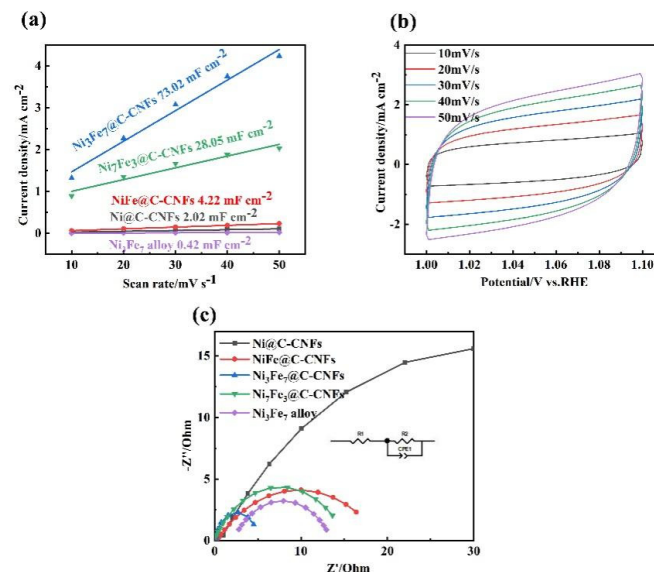 (a)
Current density/mA cm⁻²
4
3
2
1
0
Ni₃Fe₇@C-CNFs 73.02 mF cm⁻²
Ni₇Fe₃@C-CNFs 28.05 mF cm⁻²
NiFe@C-CNFs 4.22 mF cm⁻²
Ni@C-CNFs 2.02 mF cm⁻²
Ni₃Fe₇ alloy 0.42 mF cm⁻²
10 20 30 40 50
Scan rate/mV s⁻¹
(b)
Current density/mA cm⁻²
4
2
0
-2
10mV/s
20mV/s
30mV/s
40mV/s
50mV/s
1.00 1.02 1.04 1.06 1.08 1.10
Potential/V vs.RHE
(c)
-Z''/Ohm
15
10
5
0
Ni@C-CNFs
NiFe@C-CNFs
Ni₃Fe₇@C-CNFs
Ni₇Fe₃@C-CNFs
Ni₃Fe₇ alloy
R1 R2
CPE1
0 10 20 30
Z'/Ohm